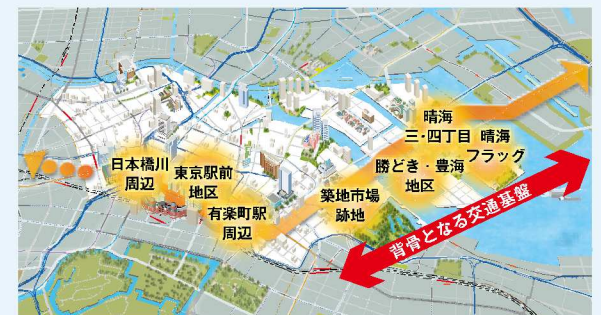 日本橋川
周辺
東京駅前
地区
有楽町駅
周辺
築地市場
跡地
勝どき・豊海
地区
晴海
三・四丁目
晴海
フラッグ
背骨となる交通基盤